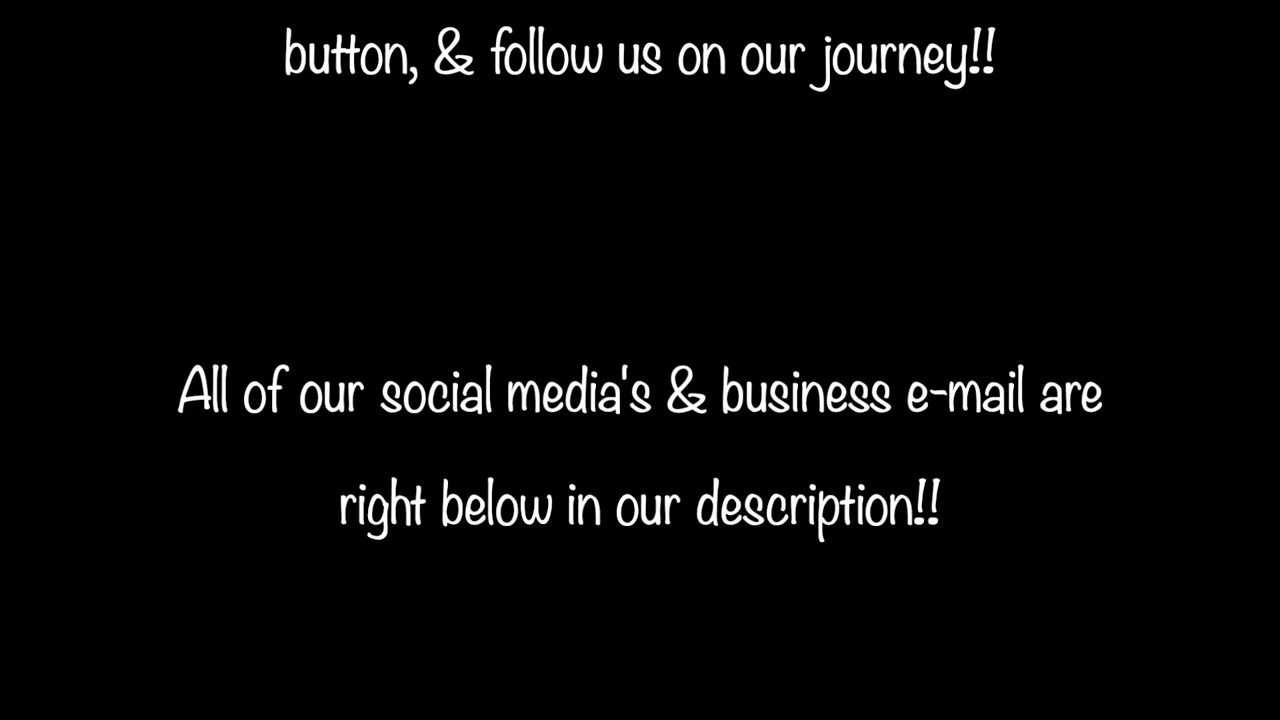 button, & follow us on our journey!!
All of our social media's & business e-mail are
right below in our description!!